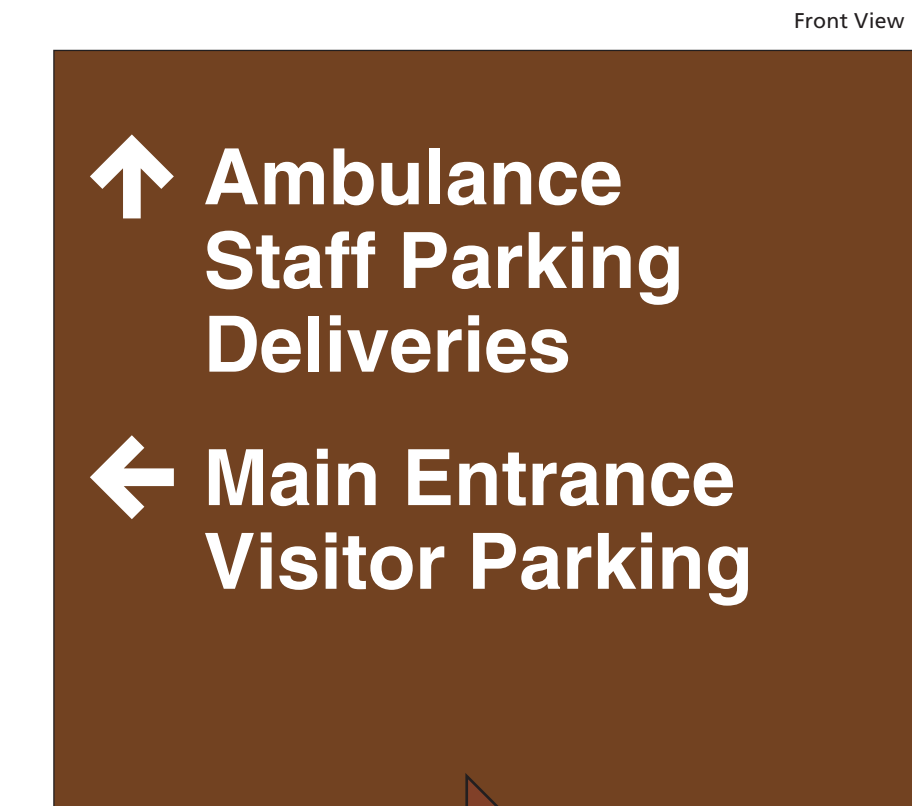 Front View
Ambulance
Staff Parking
Deliveries
Main Entrance
Visitor Parking